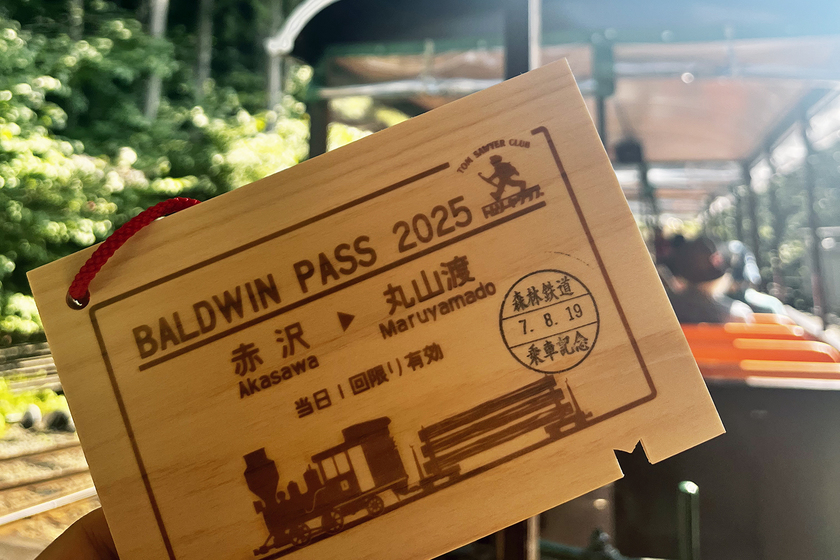 TOM SAWYER CLUB
BALDWIN PASS 2025
赤沢 ▶ 丸山渡
Akasawa Maruyamado
当日1回限り有効
森林鉄道
7. 8. 19
乗車記念